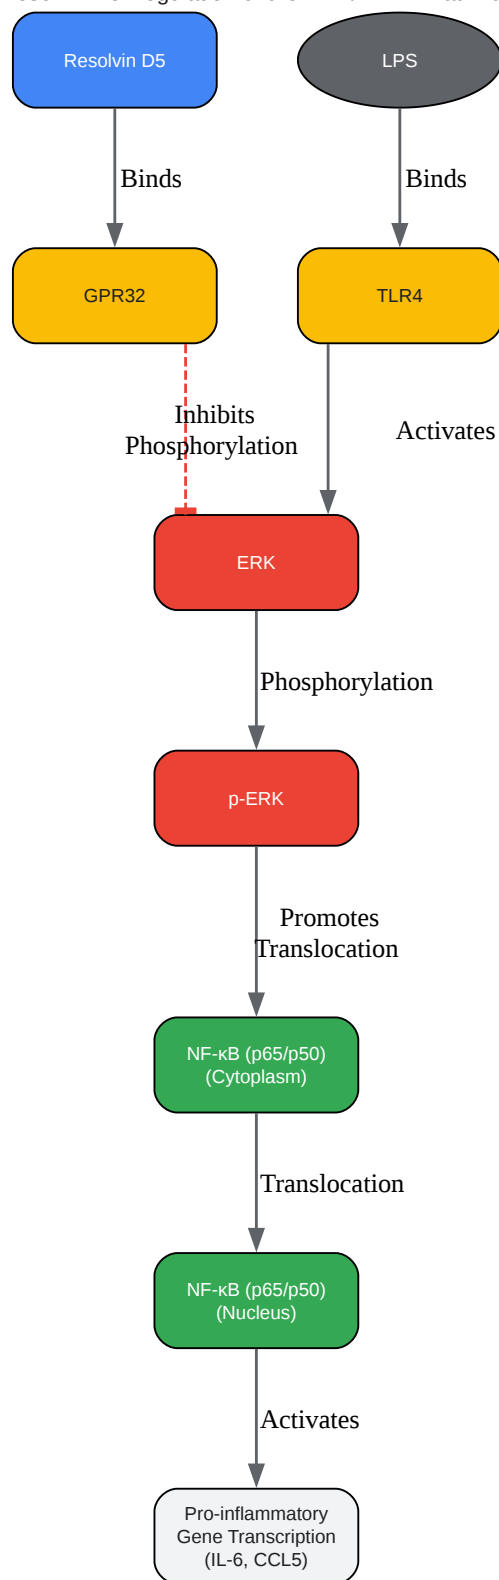 Resolvin D5
LPS
Binds
Binds
GPR32
TLR4
Inhibits
Phosphorylation
Activates
ERK
Phosphorylation
p-ERK
Promotes
Translocation
NF-κB (p65/p50)
(Cytoplasm)
Translocation
NF-κB (p65/p50)
(Nucleus)
Activates
Pro-inflammatory
Gene Transcription
(IL-6, CCL5)